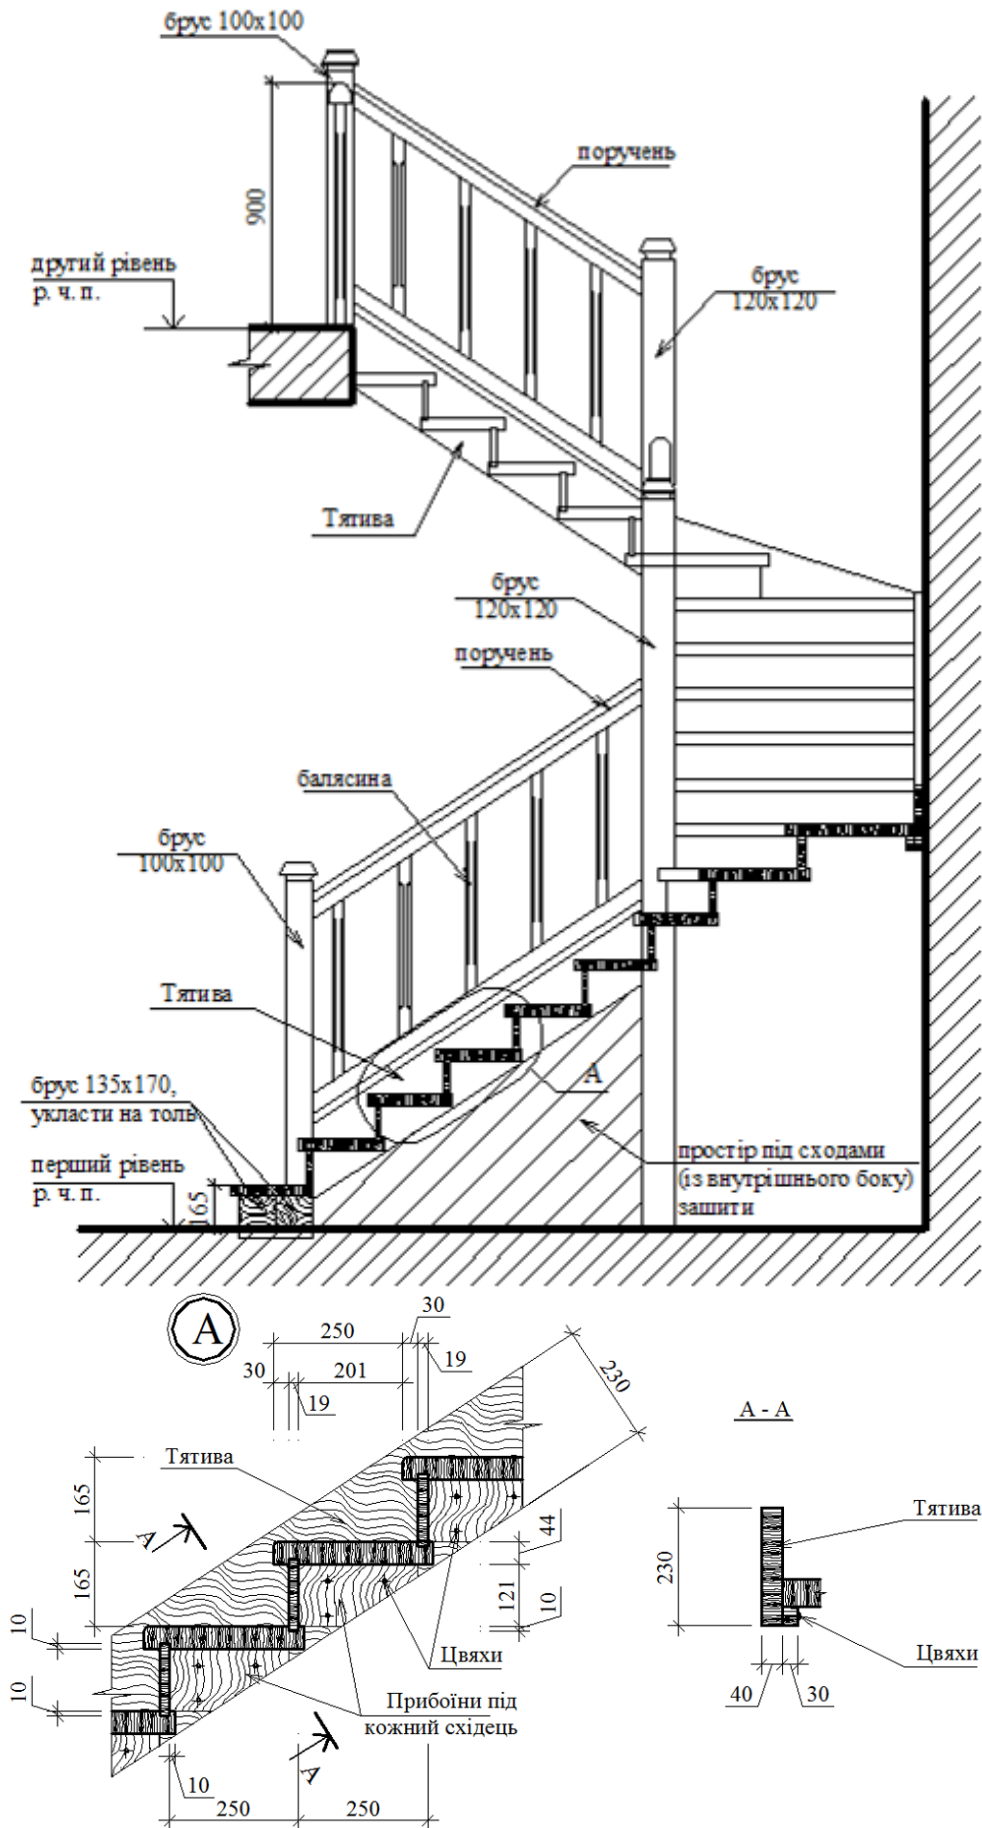 брус 100х100
поручень
900
другий рівень
р. ч. п.
брус
120х120
Тятива
брус
120х120
поручень
балясина
брус
100х100
Тятива
А
брус 135х170,
укласти на толь
простір під сходами
(із внутрішнього боку)
зашити
перший рівень
р. ч. п.
165
А
30
250
19
30
201
19
230
А - А
Тятива
165
44
Тятива
А
230
165
121
10
10
Цвяхи
Цвяхи
10
Прибоїни під
кожний східець
40
30
А
10
250
250